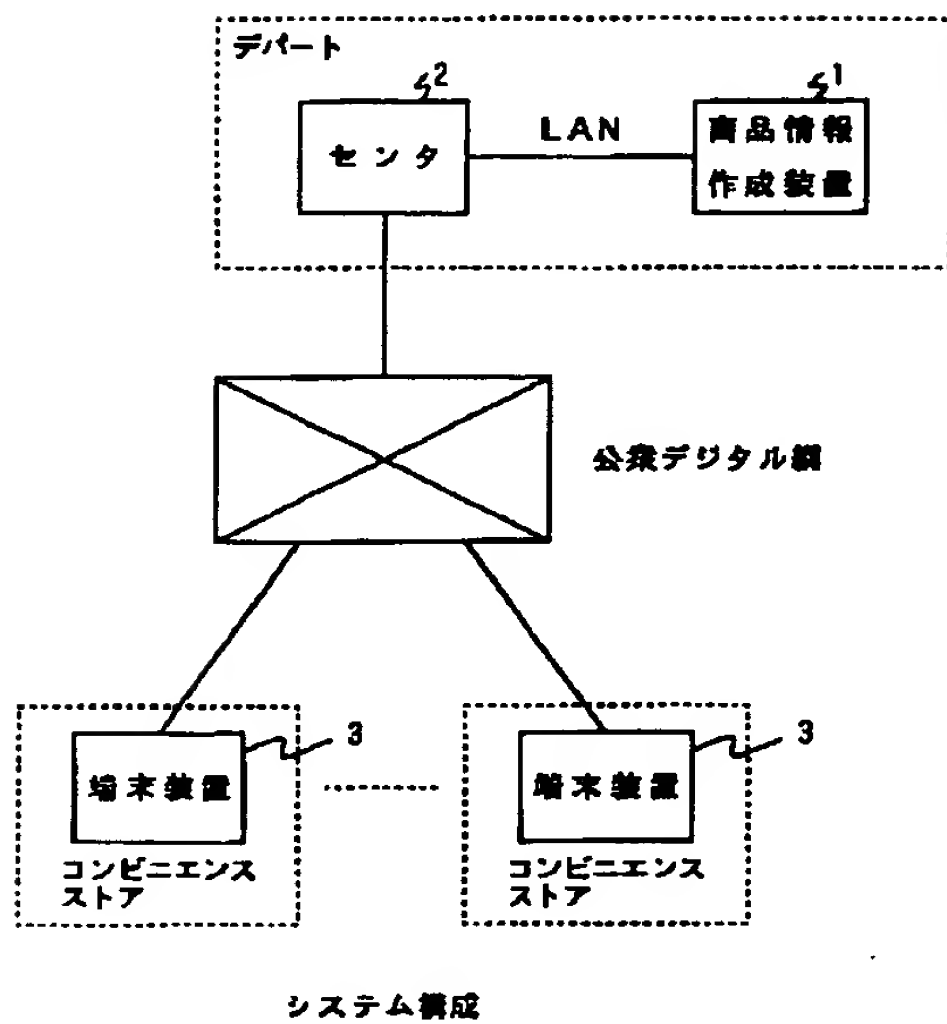 デパート
2
1
センタ
LAN
商品情報
作成装置
公衆デジタル網
3
3
端末装置
端末装置
コンビニエンス
ストア
コンビニエンス
ストア
システム構成